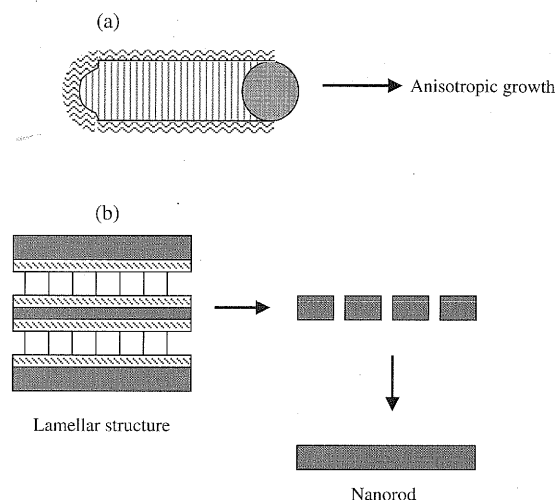 (a)
Anisotropic growth
(b)
Lamellar structure
Nanorod